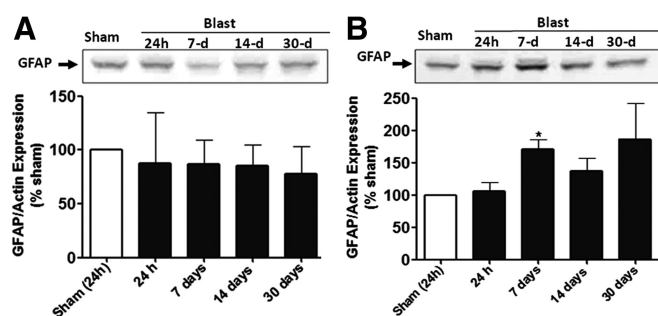 A
Sham
Blast
24h 7-d 14-d 30-d
GFAP
GFAP/Actin Expression
(% sham)
150
100
50
0
Sham (24h)
24 h
7 days
14 days
30 days
B
Sham
Blast
24h 7-d 14-d 30-d
GFAP
GFAP/Actin Expression
(% sham)
250
200
150
100
50
0
*
Sham (24h)
24 h
7 days
14 days
30 days